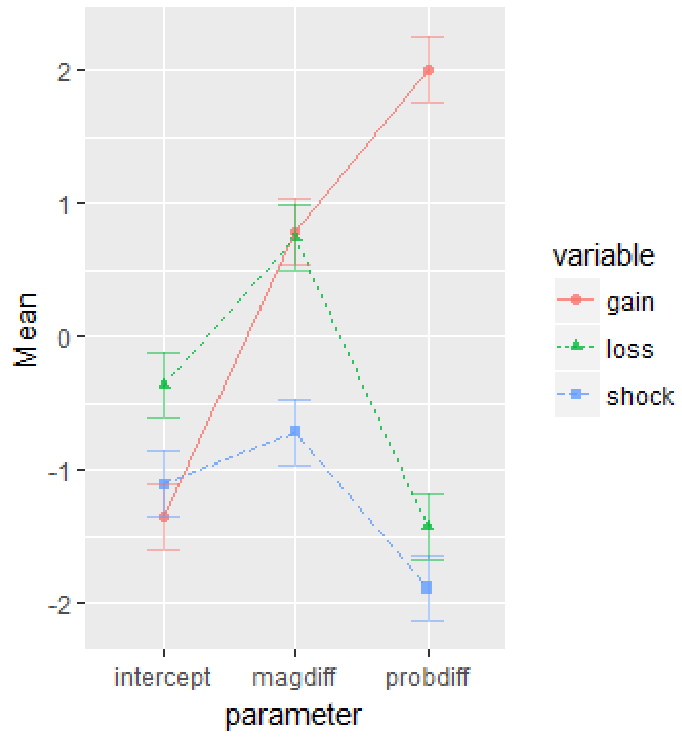 Mean
2
1
0
-1
-2
intercept magdiff probdiff
parameter
variable
gain
loss
shock